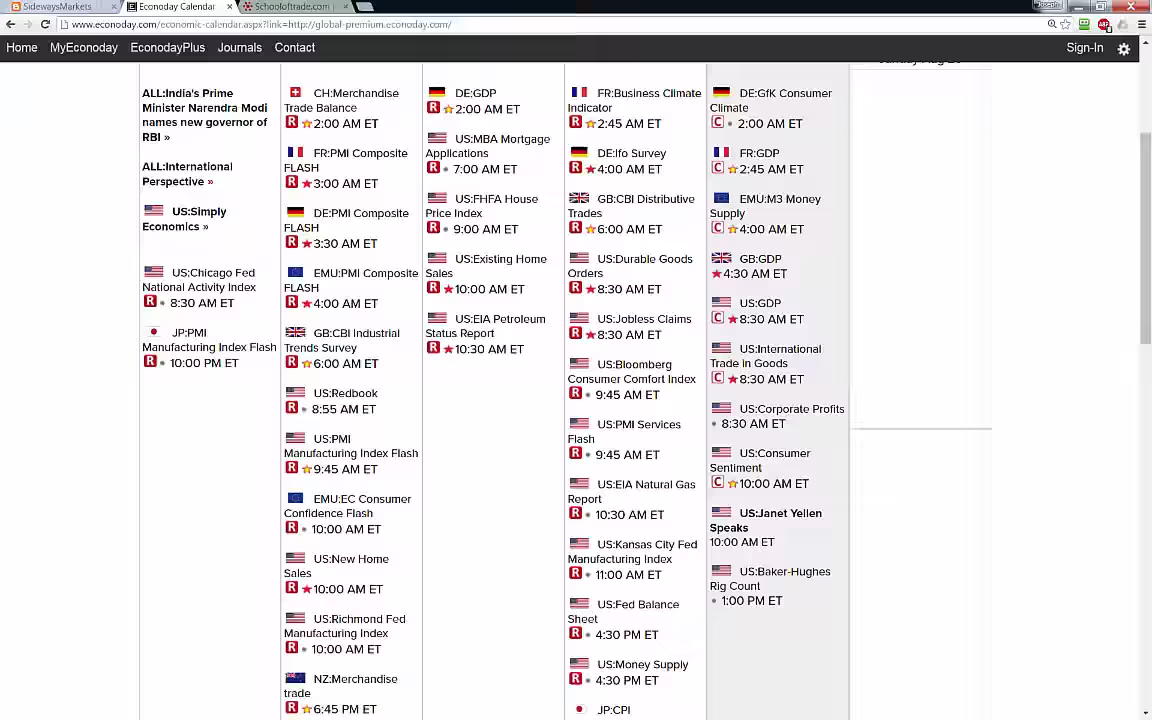 SidewaysMarkets
Econoday Calendar
Schooloftrade.com
www.econoday.com/economic-calendar.aspx?link=http://global-premium.econoday.com/
Home
MyEconoday
EconodayPlus
Journals
Contact
Sign-In
ALL:India's Prime
Minister Narendra Modi
names new governor of
RBI »
ALL:International
Perspective »
US:Simply
Economics »
US:Chicago Fed
National Activity Index
R 8:30 AM ET
JP:PMI
Manufacturing Index Flash
R 10:00 PM ET
CH:Merchandise
Trade Balance
R 2:00 AM ET
FR:PMI Composite
FLASH
R 3:00 AM ET
DE:PMI Composite
FLASH
R 3:30 AM ET
EMU:PMI Composite
FLASH
R 4:00 AM ET
GB:CBI Industrial
Trends Survey
R 6:00 AM ET
US:Redbook
R 8:55 AM ET
US:PMI
Manufacturing Index Flash
R 9:45 AM ET
EMU:EC Consumer
Confidence Flash
R 10:00 AM ET
US:New Home
Sales
R 10:00 AM ET
US:Richmond Fed
Manufacturing Index
R 10:00 AM ET
NZ:Merchandise
trade
R 6:45 PM ET
DE:GDP
R 2:00 AM ET
US:MBA Mortgage
Applications
R 7:00 AM ET
US:FHFA House
Price Index
R 9:00 AM ET
US:Existing Home
Sales
R 10:00 AM ET
US:EIA Petroleum
Status Report
R 10:30 AM ET
FR:Business Climate
Indicator
R 2:45 AM ET
DE:Ifo Survey
R 4:00 AM ET
GB:CBI Distributive
Trades
R 6:00 AM ET
US:Durable Goods
Orders
R 8:30 AM ET
US:Jobless Claims
R 8:30 AM ET
US:Bloomberg
Consumer Comfort Index
R 9:45 AM ET
US:PMI Services
Flash
R 9:45 AM ET
US:EIA Natural Gas
Report
R 10:30 AM ET
US:Kansas City Fed
Manufacturing Index
R 11:00 AM ET
US:Fed Balance
Sheet
R 4:30 PM ET
US:Money Supply
R 4:30 PM ET
JP:CPI
DE:GfK Consumer
Climate
C 2:00 AM ET
FR:GDP
C 2:45 AM ET
EMU:M3 Money
Supply
C 4:00 AM ET
GB:GDP
4:30 AM ET
US:GDP
C 8:30 AM ET
US:International
Trade in Goods
C 8:30 AM ET
US:Corporate Profits
8:30 AM ET
US:Consumer
Sentiment
C 10:00 AM ET
US:Janet Yellen
Speaks
10:00 AM ET
US:Baker-Hughes
Rig Count
1:00 PM ET